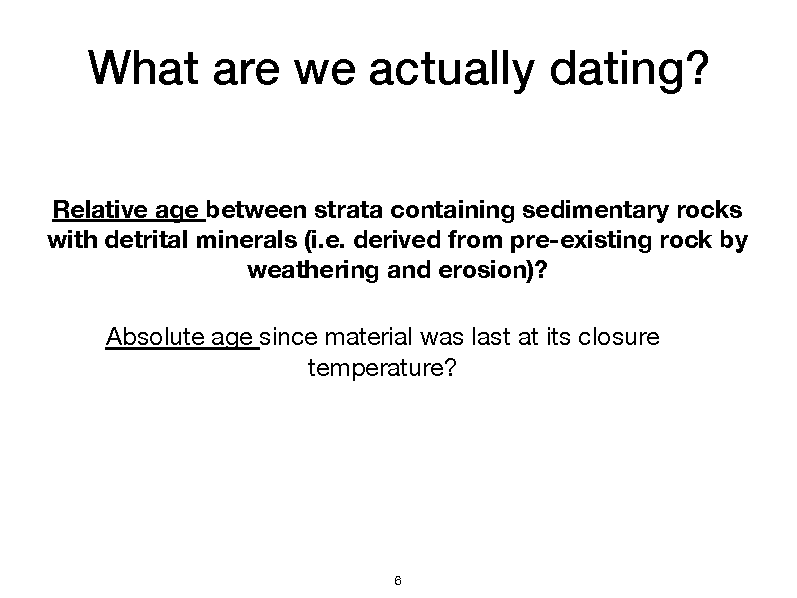 What are we actually dating?
Relative age between strata containing sedimentary rocks
with detrital minerals (i.e. derived from pre-existing rock by
weathering and erosion)?
Absolute age since material was last at its closure
temperature?
6